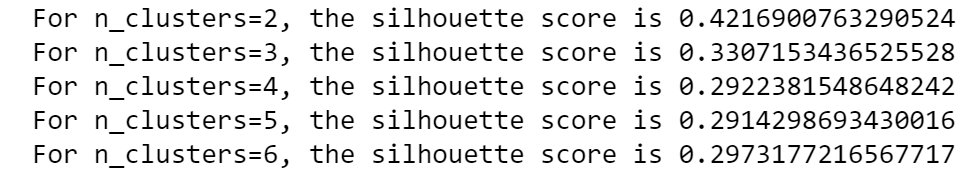 For n_clusters=2, the silhouette score is 0.4216900763290524
For n_clusters=3, the silhouette score is 0.3307153436525528
For n_clusters=4, the silhouette score is 0.2922381548648242
For n_clusters=5, the silhouette score is 0.2914298693430016
For n_clusters=6, the silhouette score is 0.2973177216567717